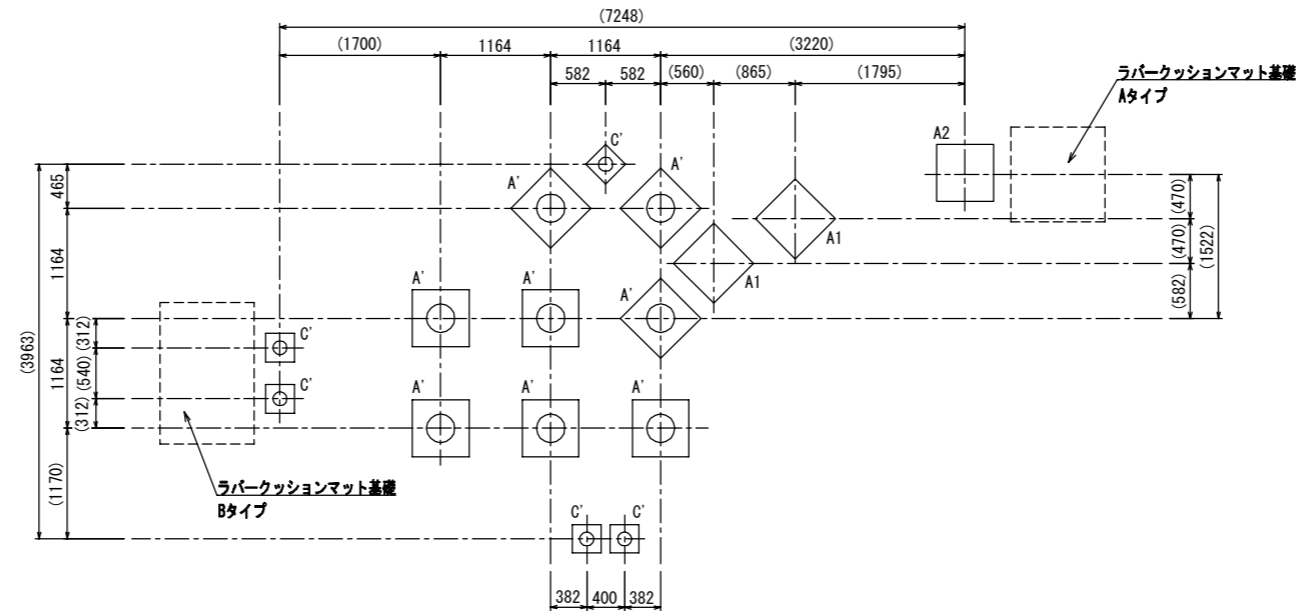 (7248)
(1700)
1164
1164
(3220)
582
582
(560)
(865)
(1795)
ラバークッションマット基礎
Aタイプ
C'
A2
A'
A'
465
(470)
A1
(470)
(1522)
1164
A1
(582)
A'
A'
A'
(3963)
(312)
C'
(540)
1164
C'
(312)
A'
A'
A'
(1170)
ラバークッションマット基礎
Bタイプ
C'
C'
382
400
382